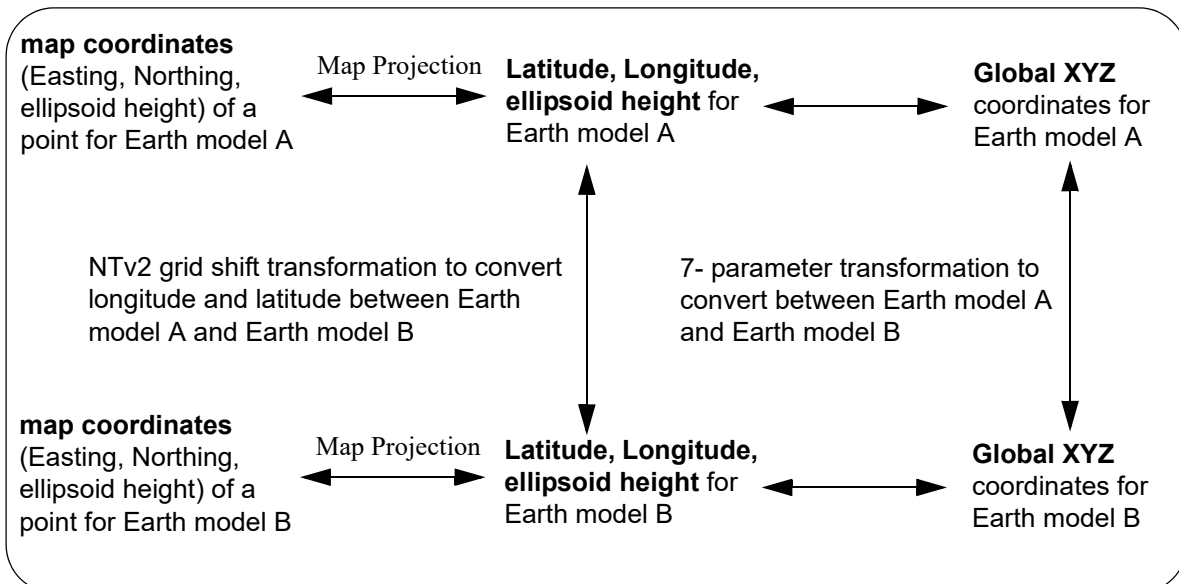 map coordinates
(Easting, Northing,
ellipsoid height) of a
point for Earth model A
Map Projection
Latitude, Longitude,
ellipsoid height for
Earth model A
Global XYZ
coordinates for
Earth model A
NTv2 grid shift transformation to convert
longitude and latitude between Earth
model A and Earth model B
7- parameter transformation to
convert between Earth model A
and Earth model B
map coordinates
(Easting, Northing,
ellipsoid height) of a
point for Earth model B
Map Projection
Latitude, Longitude,
ellipsoid height for
Earth model B
Global XYZ
coordinates for
Earth model B